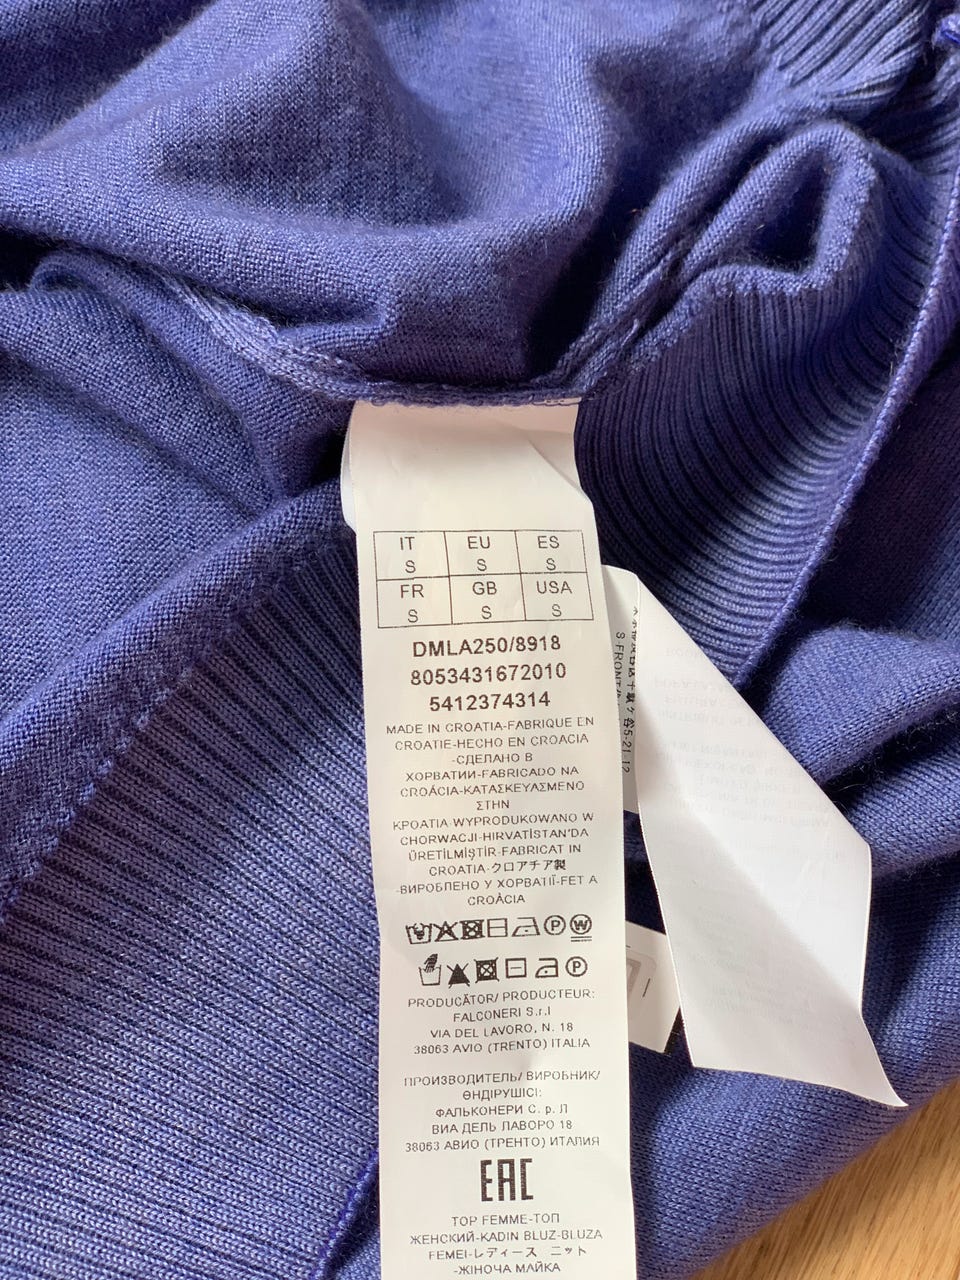 IT EU ES
S S S
FR GB USA
S S S
DMLA250/8918
8053431672010
5412374314
MADE IN CROATIA-FABRIQUE EN
CROATIE-HECHO EN CROACIA
-СДЕЛАНО В
ХОРВАТИИ-FABRICADO NA
CROÁCIA-ΚΑΤΑΣΚΕΥΑΣΜΕΝΟ
ΣΤΗΝ
ΚΡΟΑΤΙΑ-WYPRODUKOWANO W
CHORWACJI-HIRVATİSTAN'DA
ÜRETİLMİŞTİR-FABRICAT IN
CROATIA-クロアチア製
-ВИРОБЛЕНО У ХОРВАТІЇ-FET A
CROÀCIA
P W
P
PRODUCĂTOR/ PRODUCTEUR:
FALCONERI S.r.l
VIA DEL LAVORO, N. 18
38063 AVIO (TRENTO) ITALIA
ПРОИЗВОДИТЕЛЬ/ ВИРОБНИК/
ӨНДІРУШІСІ:
ФАЛЬКОНЕРИ С. р. Л
ВИА ДЕЛЬ ЛАВОРО 18
38063 АВИО (ТРЕНТО) ИТАЛИЯ
EAC
TOP FEMME-ТОП
ЖЕНСКИЙ-KADIN BLUZ-BLUZA
FEMEI-レディース ニット
-ЖІНОЧА МАЙКА
S-FRONT
5-21-12